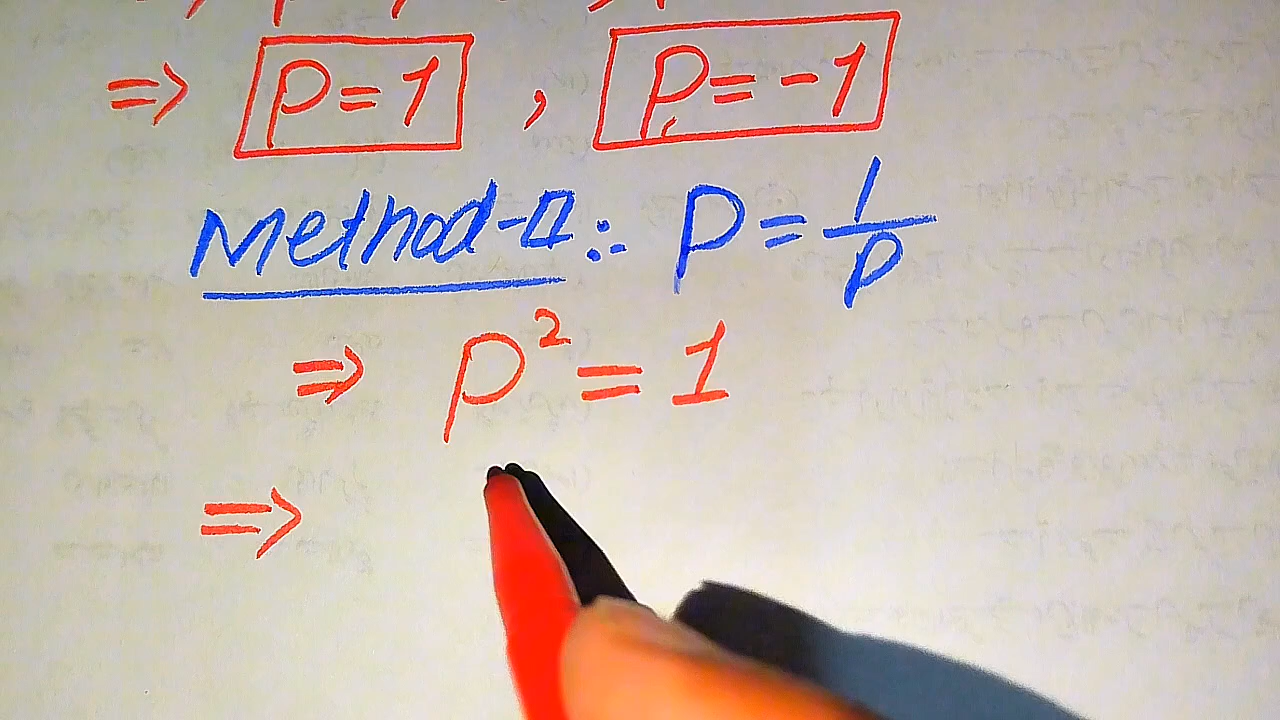 ⇒ P=1 , P=-1
Method-II:- P=1/P
⇒ P²=1
⇒